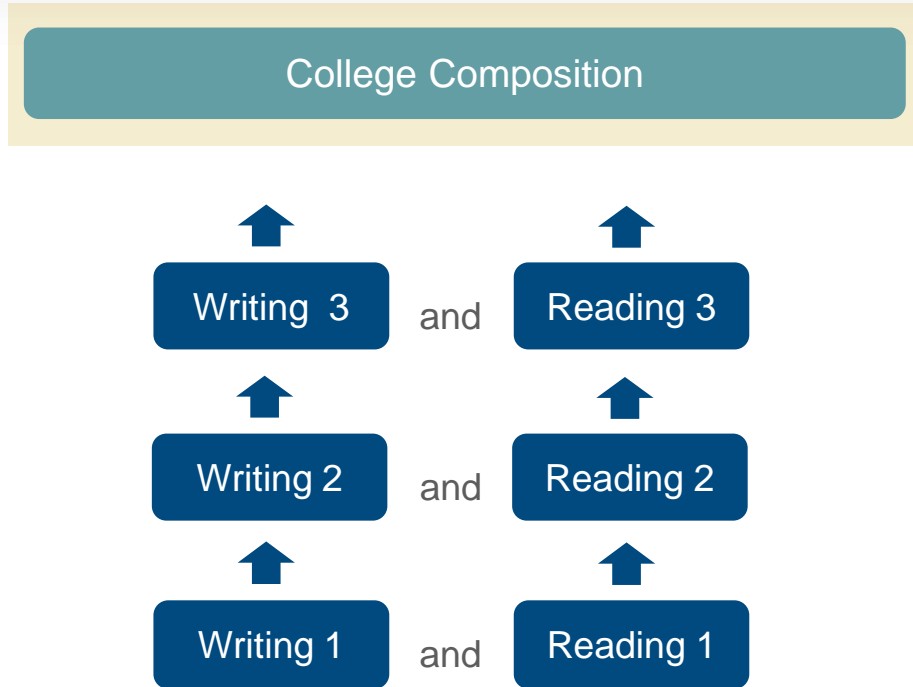 College Composition
Writing  3 and Reading 3
Writing 2 and Reading 2
Writing 1 and Reading 1